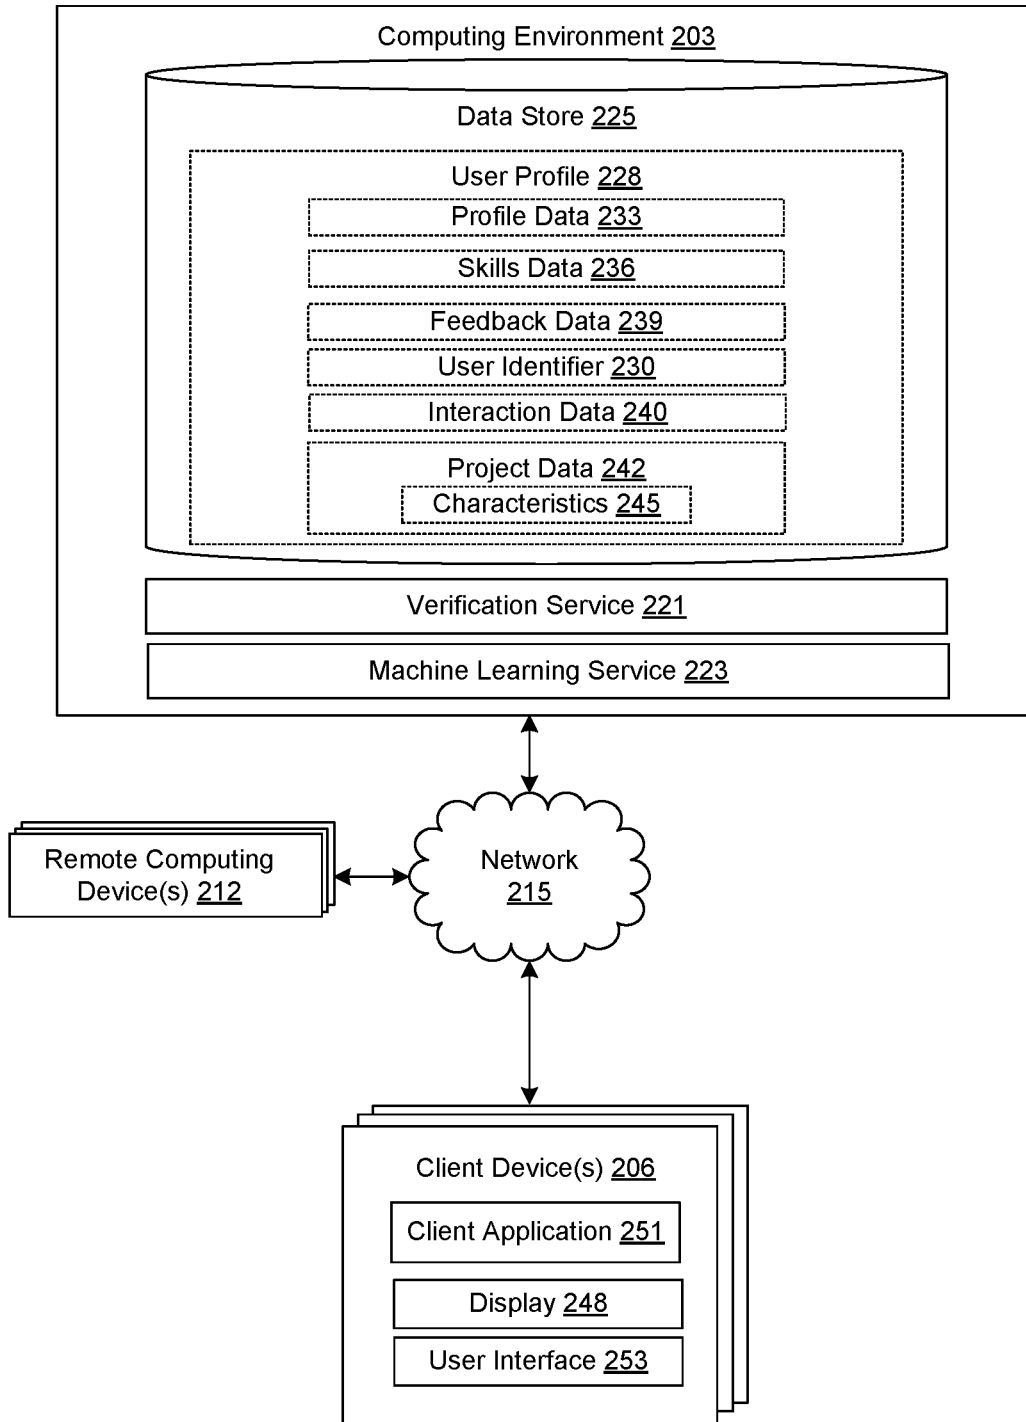 Computing Environment 203
Data Store 225
User Profile 228
Profile Data 233
Skills Data 236
Feedback Data 239
User Identifier 230
Interaction Data 240
Project Data 242
Characteristics 245
Verification Service 221
Machine Learning Service 223
Remote Computing
Device(s) 212
Network
215
Client Device(s) 206
Client Application 251
Display 248
User Interface 253